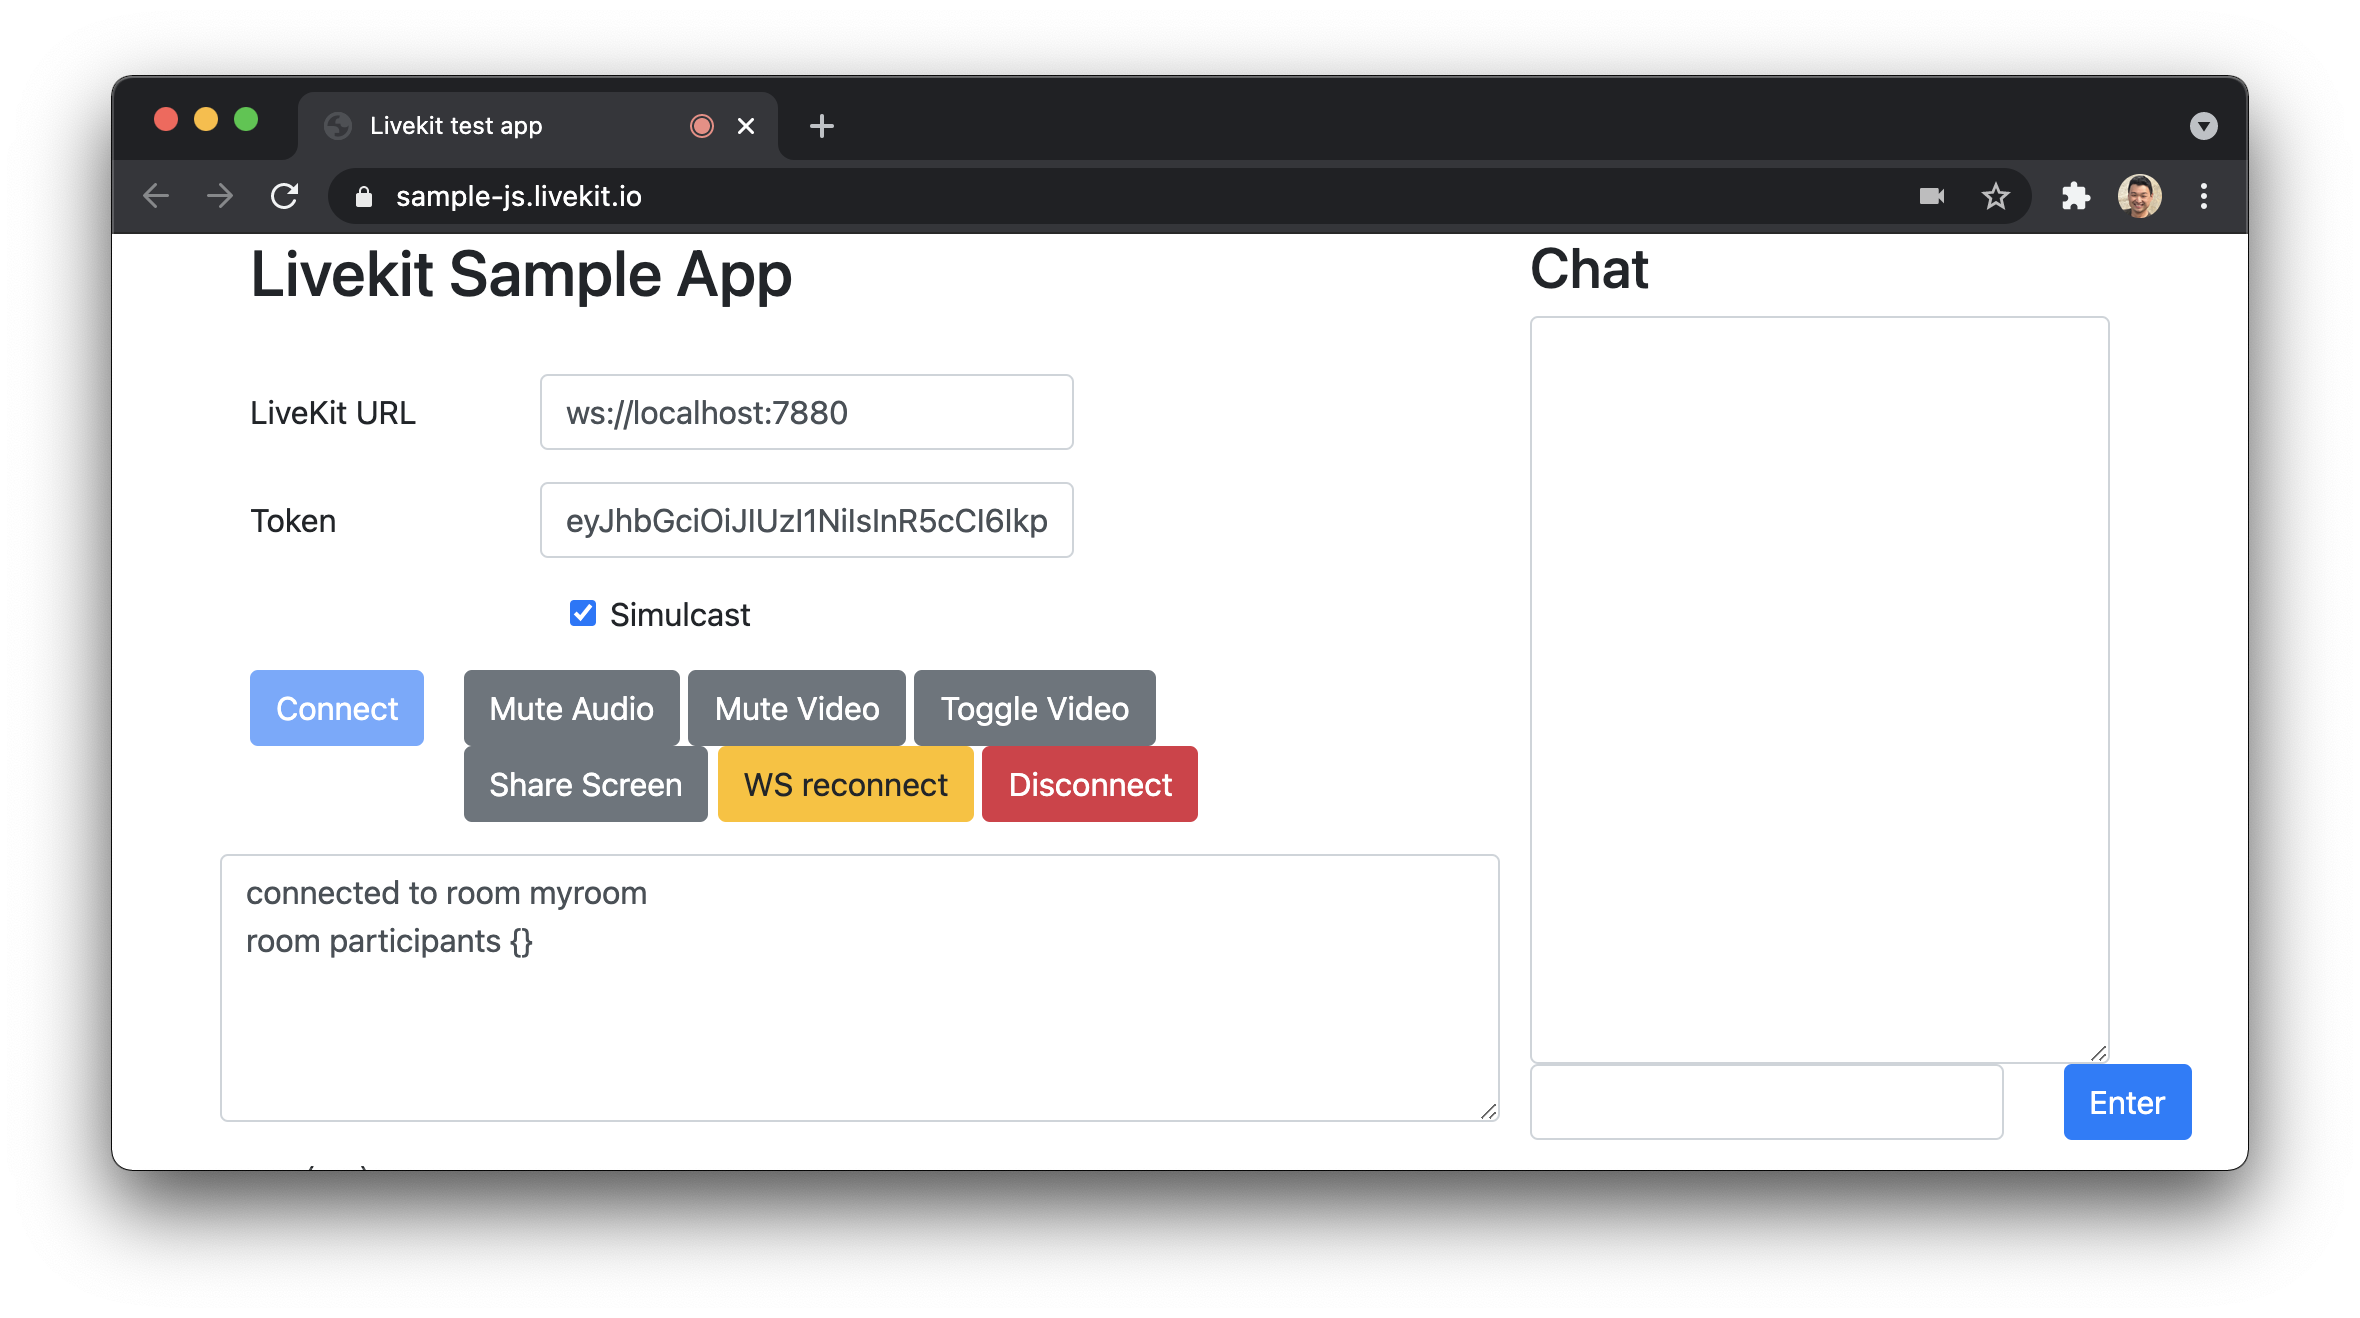 Livekit test app
sample-js.livekit.io
Livekit Sample App
LiveKit URL
ws://localhost:7880
Token
eyJhbGciOiJIUzI1NiIsInR5cCI6Ikp
Simulcast
Connect
Mute Audio
Mute Video
Toggle Video
Share Screen
WS reconnect
Disconnect
connected to room myroom
room participants {}
Chat
Enter